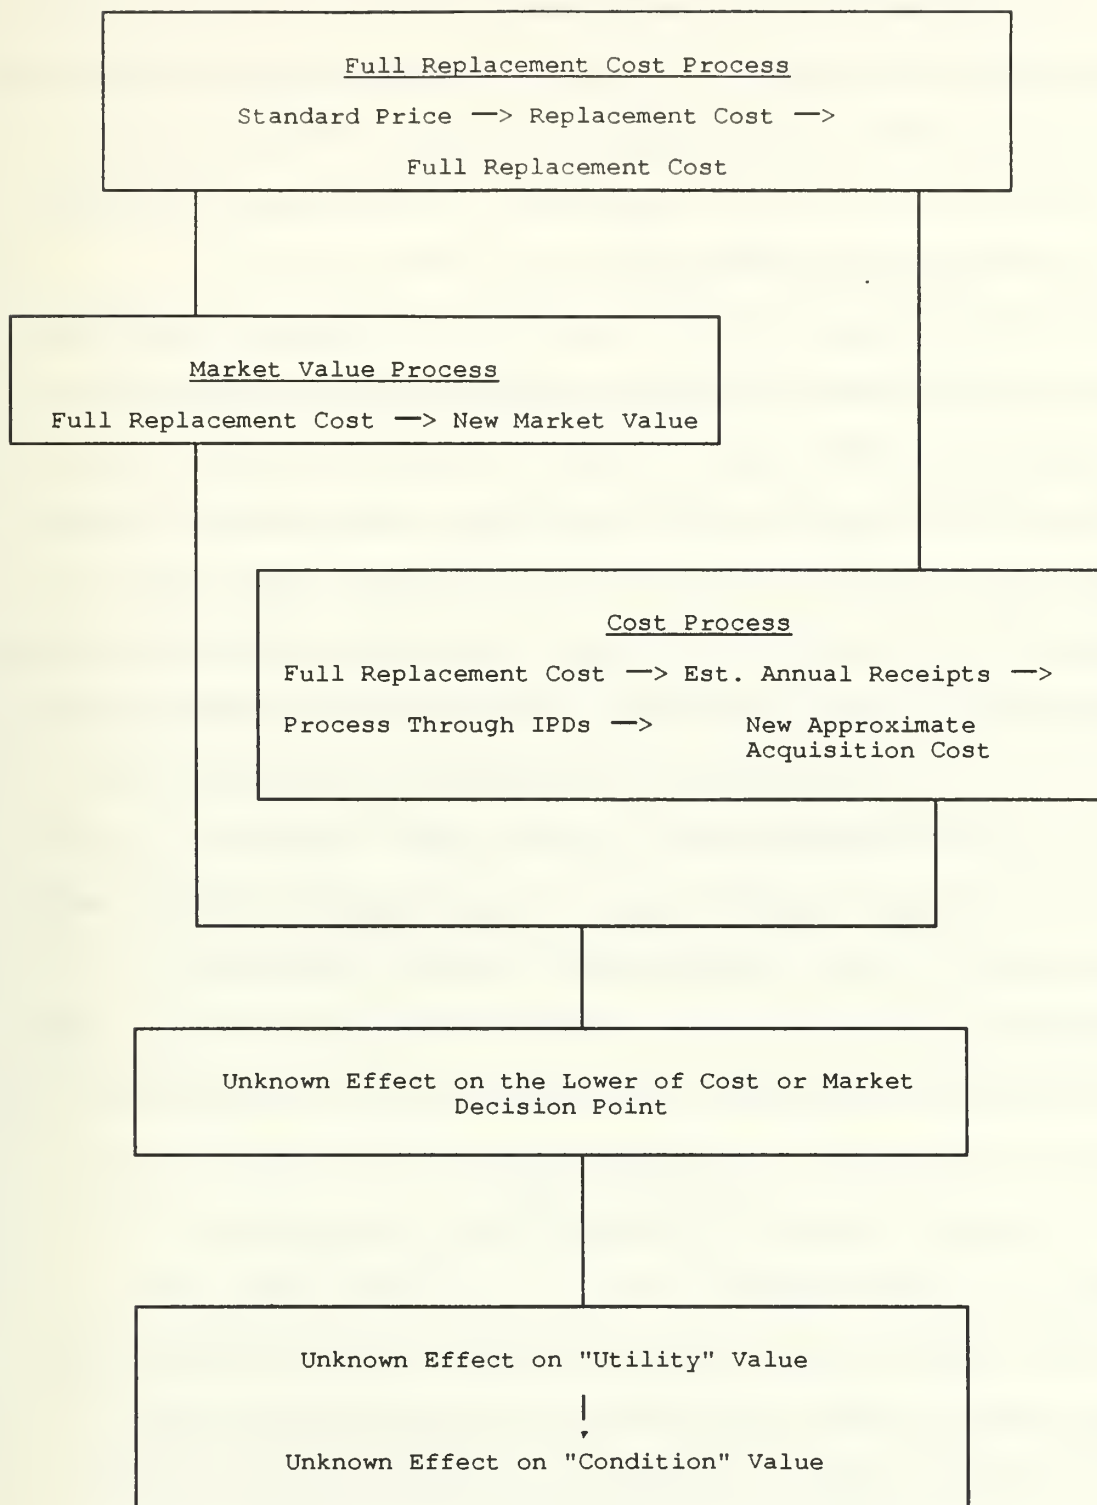 Full Replacement Cost Process
Standard Price —> Replacement Cost —>
Full Replacement Cost
Market Value Process
Full Replacement Cost —> New Market Value
Cost Process
Full Replacement Cost —> Est. Annual Receipts —>
Process Through IPDs —> New Approximate
Acquisition Cost
Unknown Effect on the Lower of Cost or Market
Decision Point
Unknown Effect on "Utility" Value
Unknown Effect on "Condition" Value